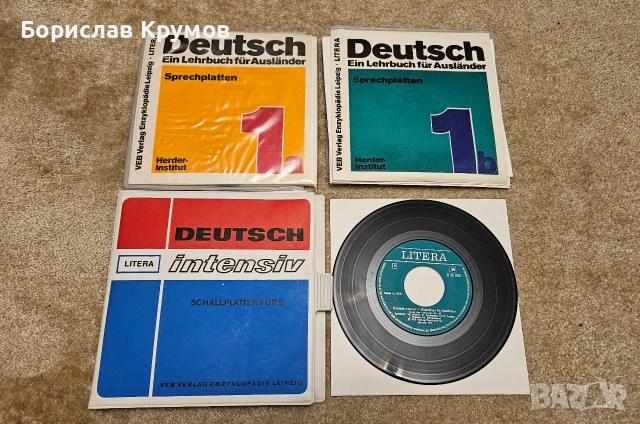 Борислав Крумов
Deutsch
Ein Lehrbuch für Ausländer
Sprechplatten
1a
Herder-
Institut
VEB Verlag Enzyklopädie Leipzig · LITERA
Deutsch
Ein Lehrbuch für Ausländer
Sprechplatten
1b
Herder-
Institut
VEB Verlag Enzyklopädie Leipzig · LITERA
DEUTSCH
LITERA
intensiv
SCHALLPLATTENKURS
VEB VERLAG ENZYKLOPÄDIE LEIPZIG
LITERA
BAZAR